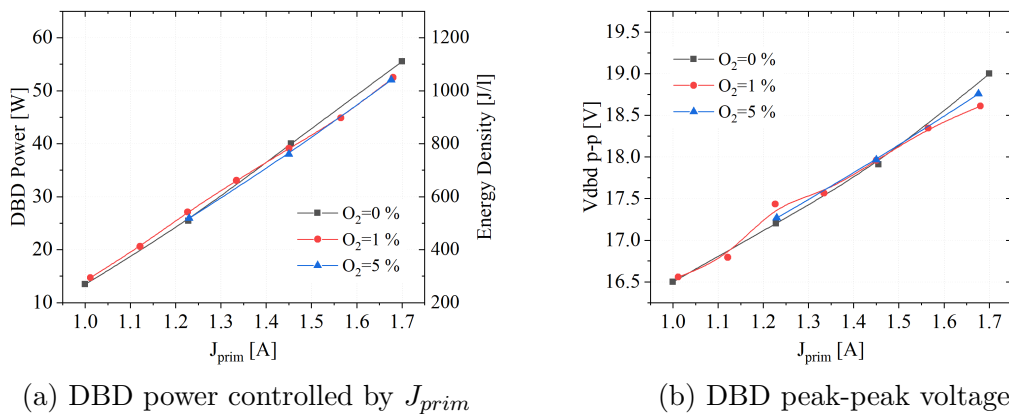 DBD Power [W]
60
50
40
30
20
10
1.0 1.1 1.2 1.3 1.4 1.5 1.6 1.7
J_prim [A]
1200
1000
800
600
400
200
Energy Density [J/l]
O₂=0 %
O₂=1 %
O₂=5 %
(a) DBD power controlled by J_prim
Vdbd p-p [V]
19.5
19.0
18.5
18.0
17.5
17.0
16.5
1.0 1.1 1.2 1.3 1.4 1.5 1.6 1.7
J_prim [A]
O₂=0 %
O₂=1 %
O₂=5 %
(b) DBD peak-peak voltage